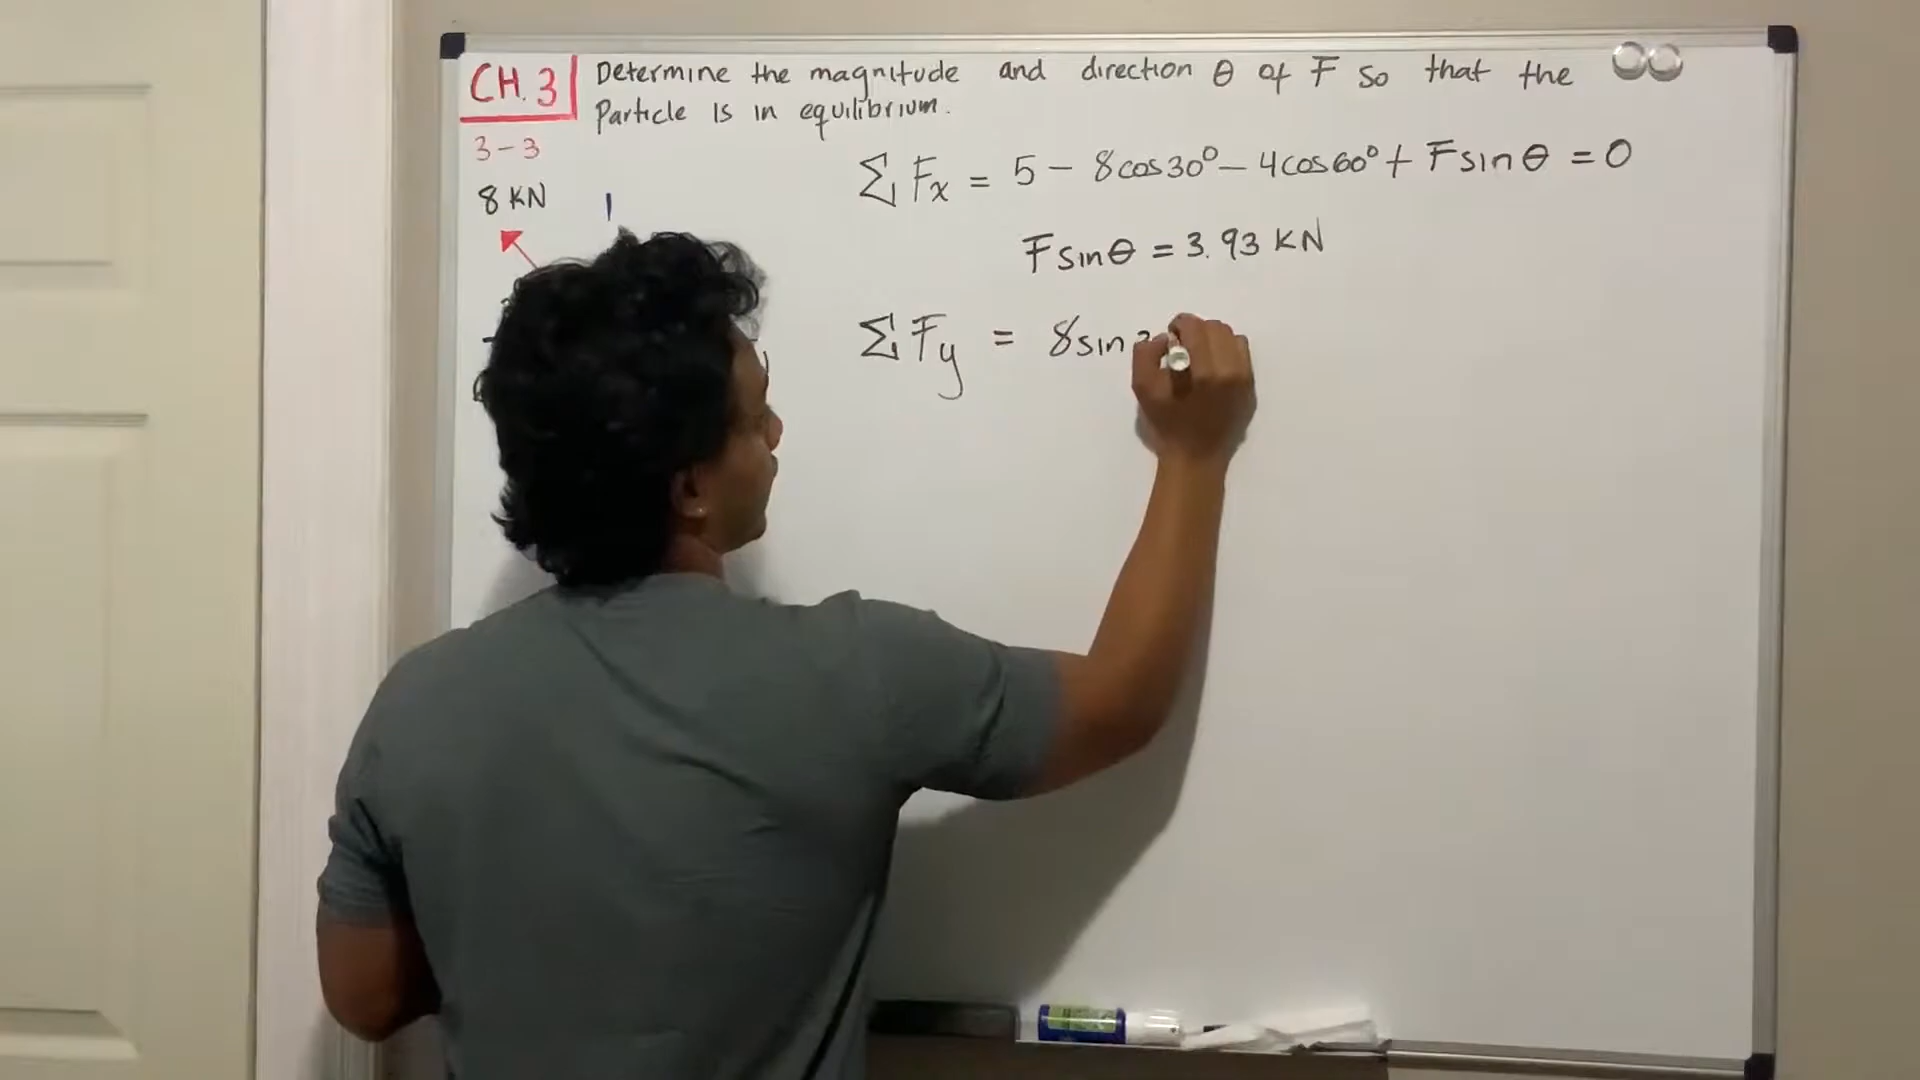 CH.3
Determine the magnitude and direction θ of F so that the
Particle is in equilibrium.
3-3
8 KN
ΣFx = 5 - 8cos30° - 4cos60° + Fsinθ = 0
Fsinθ = 3.93 KN
ΣFy = 8sin